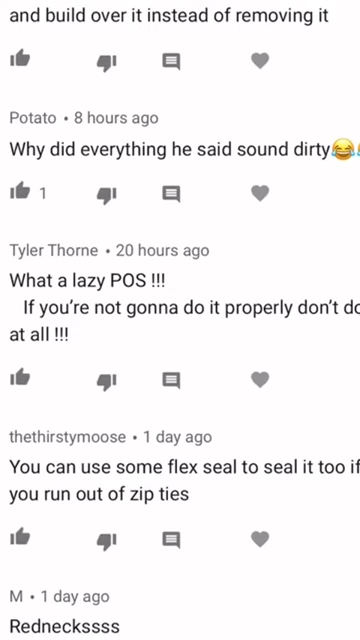 and build over it instead of removing it
Potato • 8 hours ago
Why did everything he said sound dirty😂
1
Tyler Thorne • 20 hours ago
What a lazy POS !!!
If you're not gonna do it properly don't do
at all !!!
thethirstymoose • 1 day ago
You can use some flex seal to seal it too if
you run out of zip ties
M • 1 day ago
Redneckssss